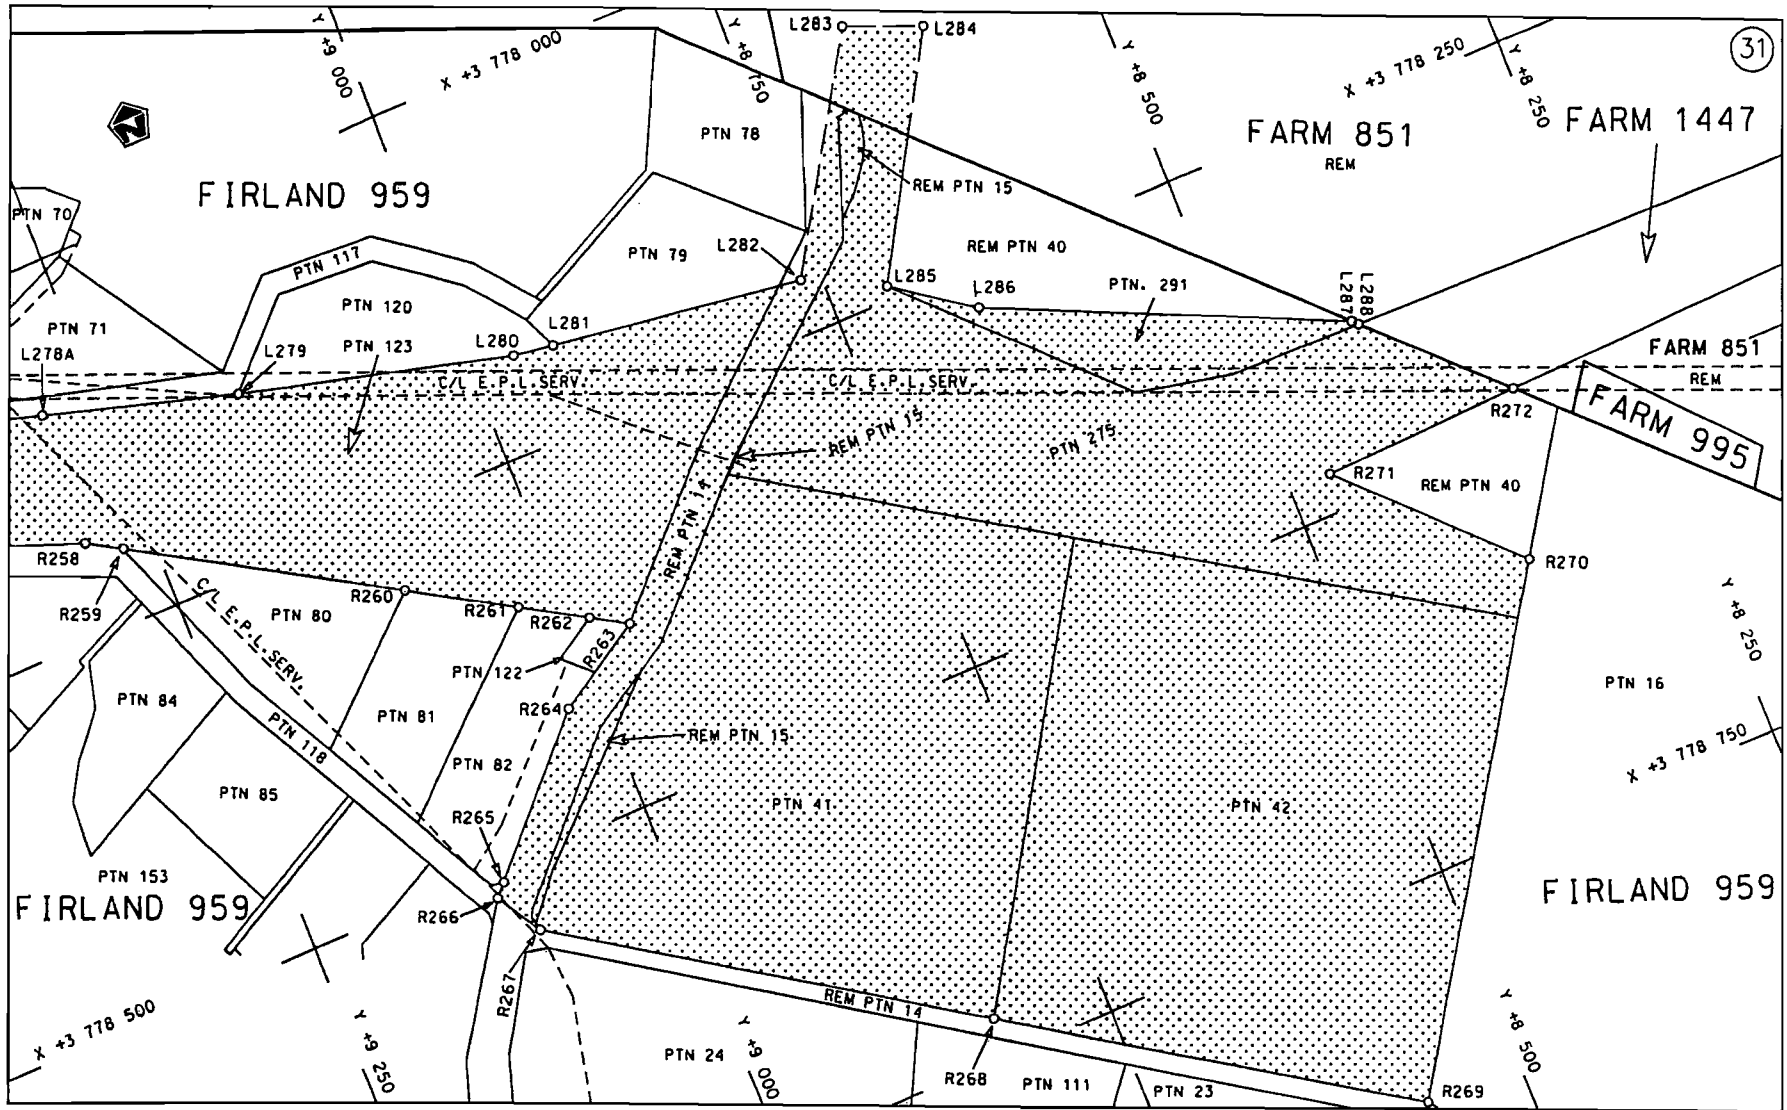 31
Y +9 000
X +3 778 000
Y +8 750
L283
L284
Y +8 500
X +3 778 250
Y +8 250
N
FIRLAND 959
PTN 78
REM PTN 15
FARM 851
REM
FARM 1447
PTN 70
PTN 117
PTN 79
L282
REM PTN 40
PTN 71
PTN 120
L281
L285
L286
PTN. 291
L287
L288
L278A
L279
PTN 123
L280
FARM 851
REM
C/L E.P.L.SERV.
C/L E.P.L.SERV.
R272
FARM 995
REM PTN 15
PTN 275
R271
REM PTN 40
REM PTN 14
R258
R259
C/L E.P.L.SERV.
PTN 80
R260
R261
R262
R263
R270
Y +8 250
PTN 122
PTN 84
PTN 81
R264
PTN 16
PTN 118
REM PTN 15
X +3 778 750
PTN 85
PTN 82
PTN 41
PTN 42
R265
PTN 153
FIRLAND 959
FIRLAND 959
R266
R267
REM PTN 14
X +3 778 500
Y +9 250
Y +9 000
Y +8 500
PTN 24
R268
PTN 111
PTN 23
R269